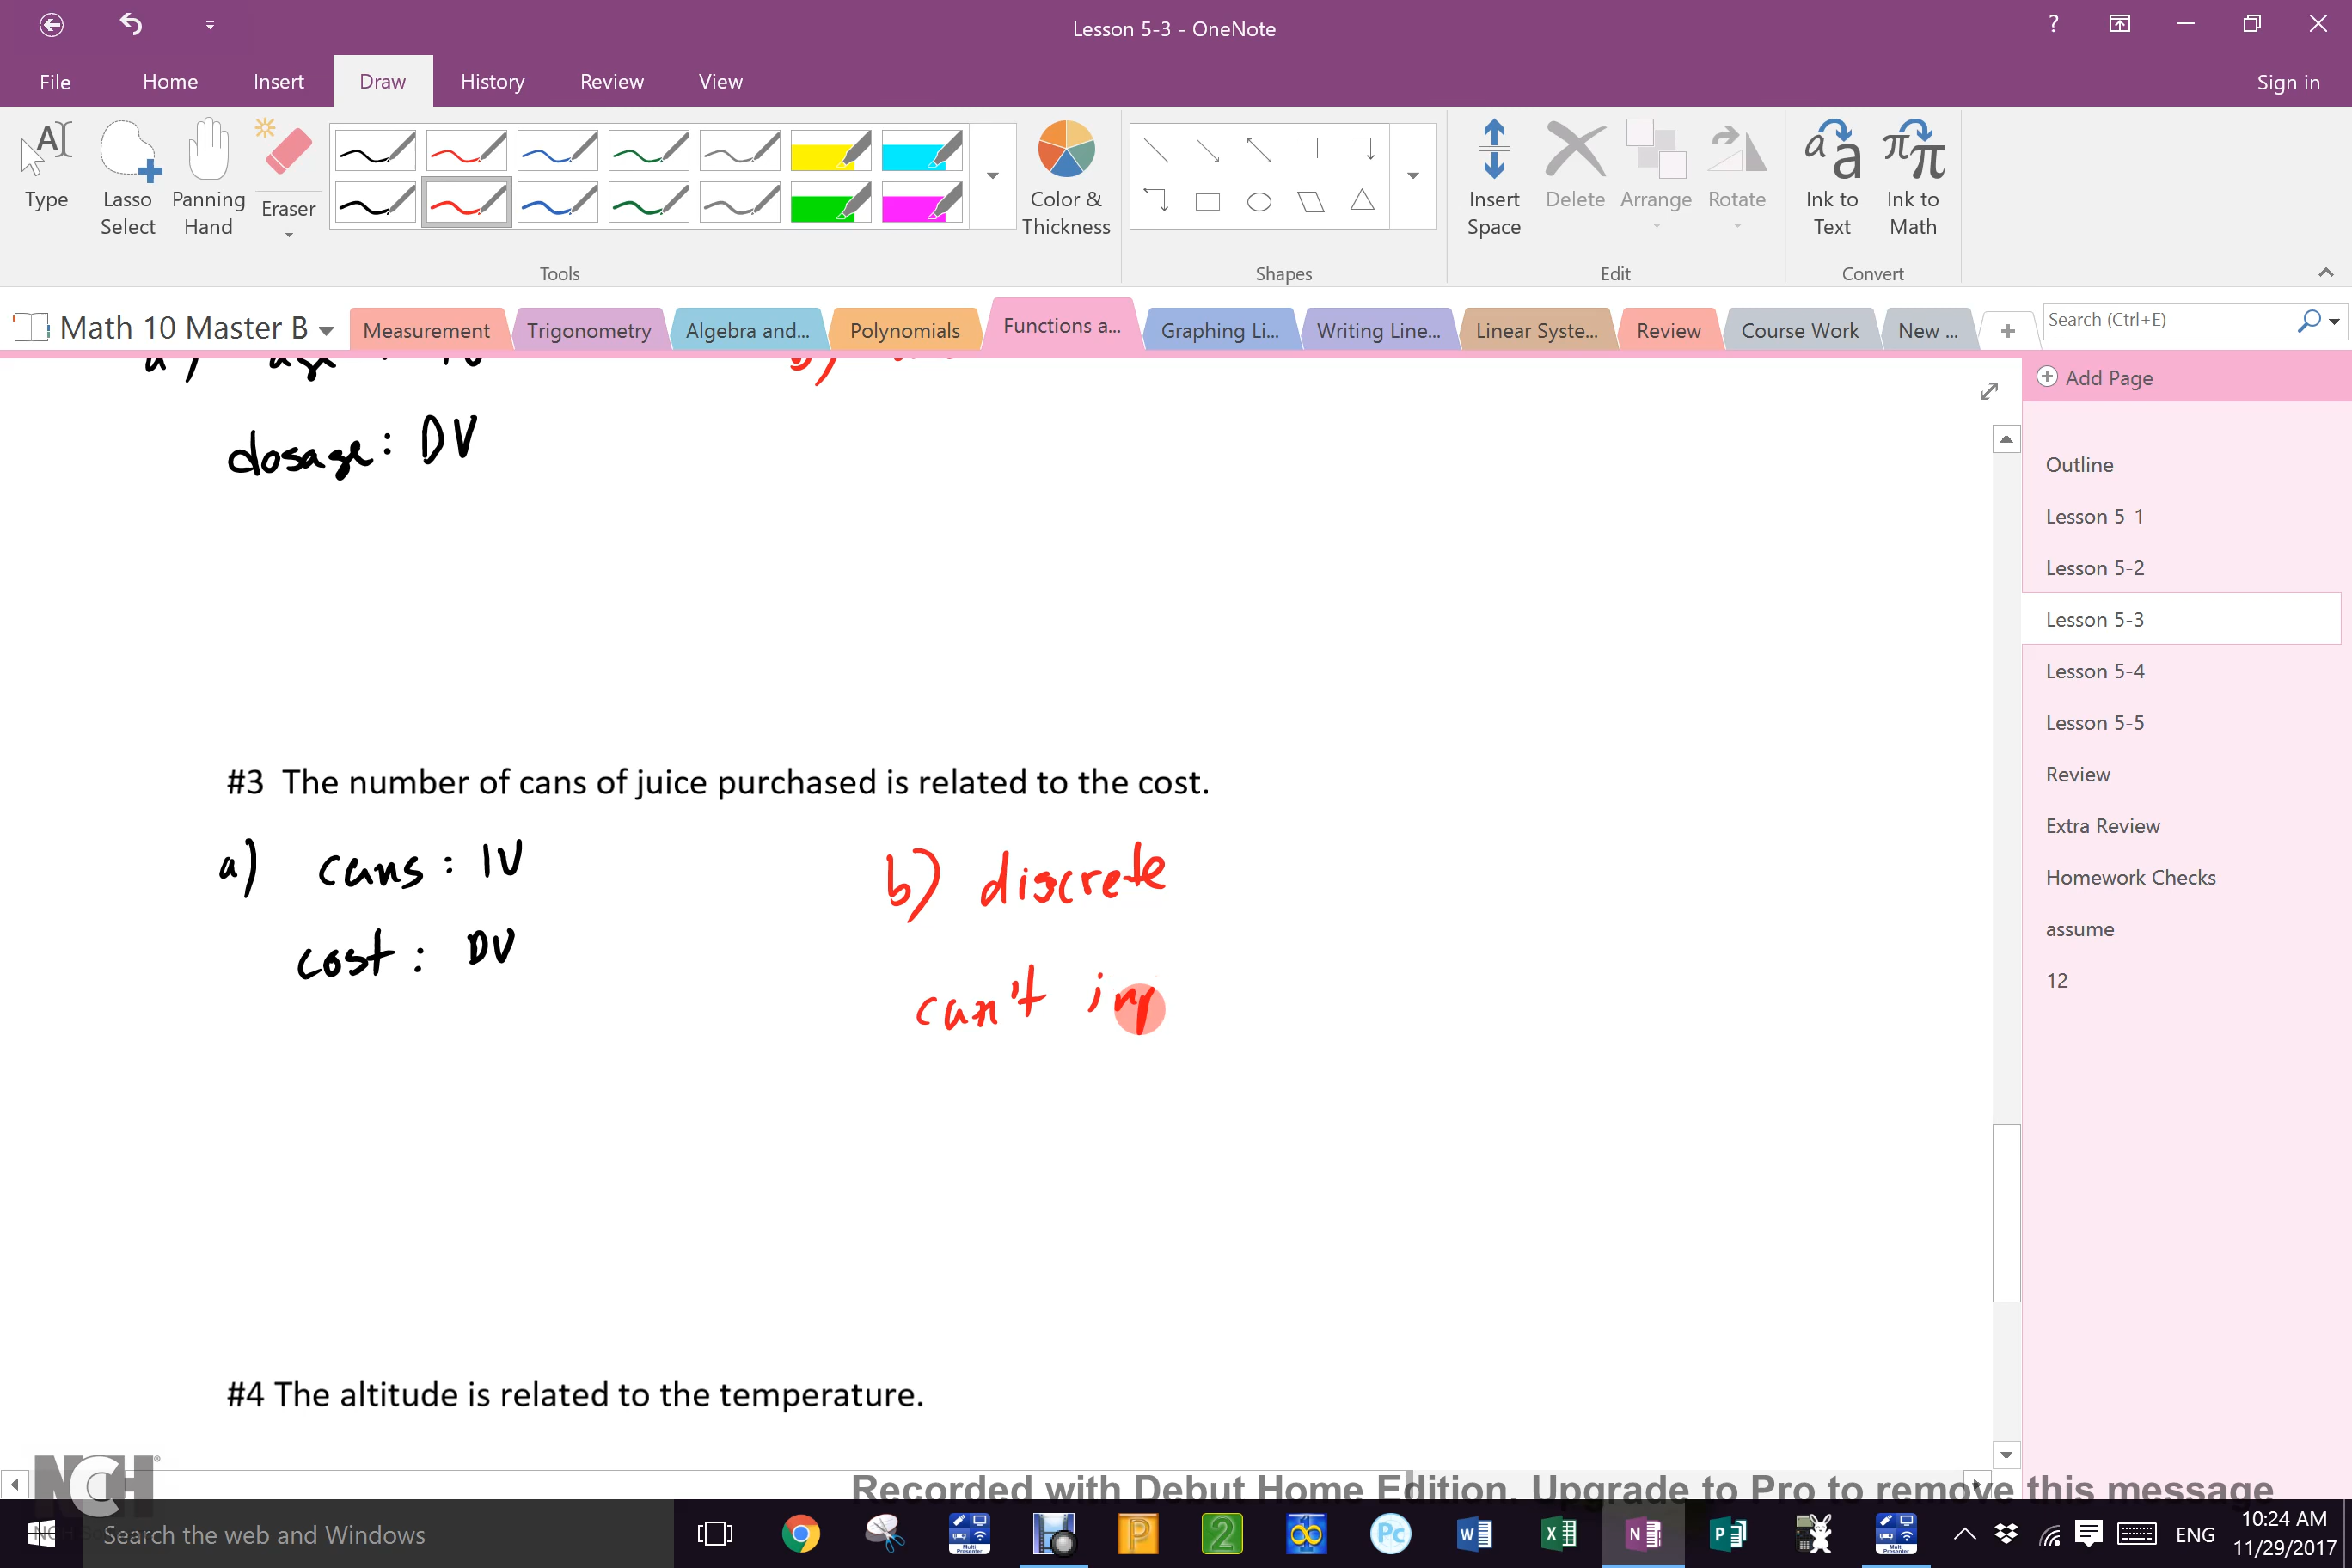 Lesson 5-3 - OneNote
?
File Home Insert Draw History Review View Sign in
Type
Lasso Select
Panning Hand
Eraser
Color & Thickness
Insert Space
Delete
Arrange
Rotate
Ink to Text
Ink to Math
Tools Shapes Edit Convert
Math 10 Master B
Measurement Trigonometry Algebra and... Polynomials Functions a... Graphing Li... Writing Line... Linear Syste... Review Course Work New ... +
Search (Ctrl+E)
Add Page
Outline
Lesson 5-1
Lesson 5-2
Lesson 5-3
Lesson 5-4
Lesson 5-5
Review
Extra Review
Homework Checks
assume
12
dosage: DV
#3 The number of cans of juice purchased is related to the cost.
a) cans: IV
cost: DV
b) discrete
can't
#4 The altitude is related to the temperature.
NCH
Recorded with Debut Home Edition. Upgrade to Pro to remove this message
Search the web and Windows
ENG
10:24 AM
11/29/2017